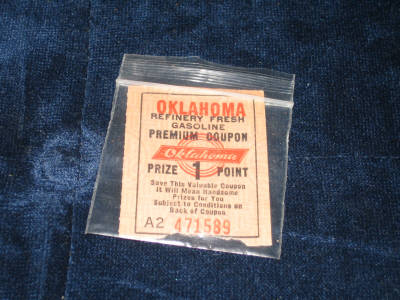 OKLAHOMA
REFINERY FRESH
GASOLINE
PREMIUM COUPON
Oklahoma
PRIZE 1 POINT
Save This Valuable Coupon
It Will Mean Handsome
Prizes for You
Subject to Conditions on
Back of Coupon
A2 471589